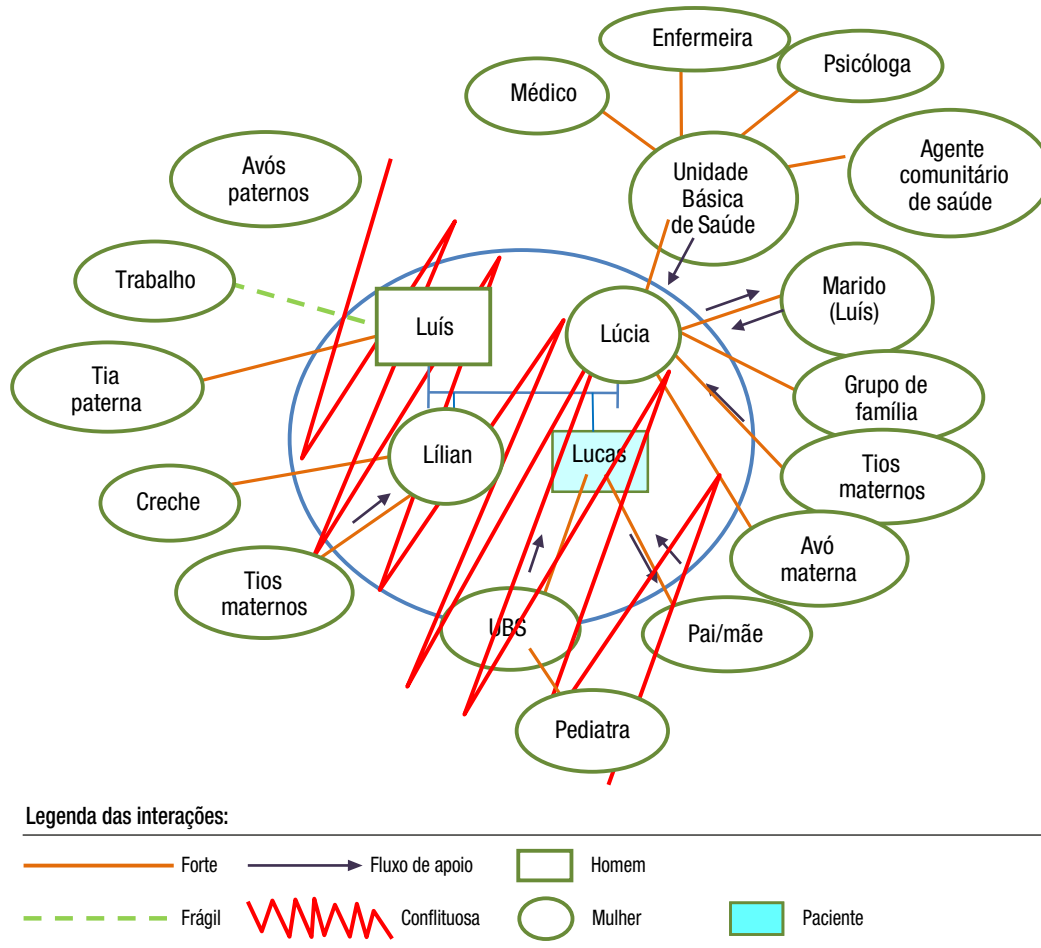 Enfermeira
Psicóloga
Médico
Unidade
Básica
de Saúde
Agente
comunitário
de saúde
Avós
paternos
Trabalho
Luís
Lúcia
Marido
(Luís)
Tia
paterna
Grupo de
família
Lílian
Lucas
Tios
maternos
Creche
Avó
materna
Tios
maternos
UBS
Pai/mãe
Pediatra
Legenda das interações:
Forte
Fluxo de apoio
Homem
Frágil
Conflituosa
Mulher
Paciente